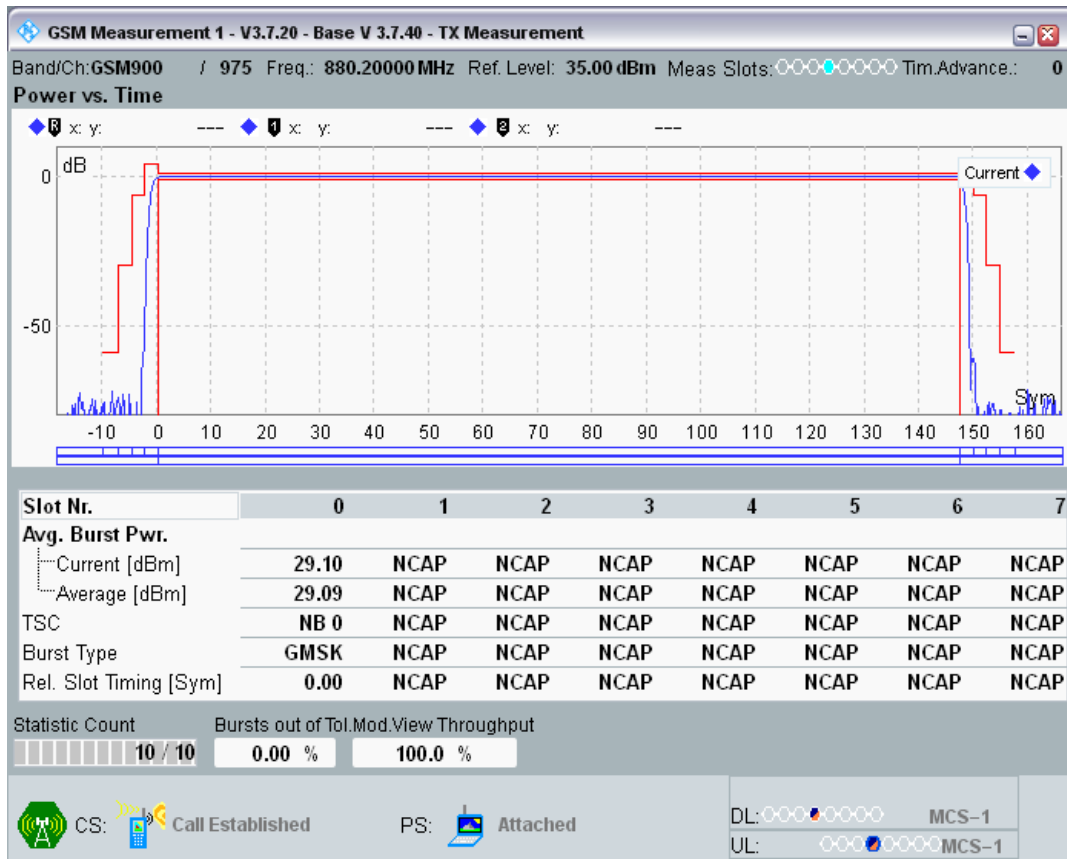 GSM Measurement 1 - V3.7.20 - Base V 3.7.40 - TX Measurement
Band/Ch:GSM900 / 975 Freq.: 880.20000 MHz Ref. Level: 35.00 dBm Meas Slots: Tim.Advance.: 0
Power vs. Time
R x: y: --- 1 x: y: --- 2 x: y: ---
dB
Current
0
-50
Sym
-10 0 10 20 30 40 50 60 70 80 90 100 110 120 130 140 150 160
Slot Nr. 0 1 2 3 4 5 6 7
Avg. Burst Pwr.
Current [dBm] 29.10 NCAP NCAP NCAP NCAP NCAP NCAP NCAP
Average [dBm] 29.09 NCAP NCAP NCAP NCAP NCAP NCAP NCAP
TSC NB 0 NCAP NCAP NCAP NCAP NCAP NCAP NCAP
Burst Type GMSK NCAP NCAP NCAP NCAP NCAP NCAP NCAP
Rel. Slot Timing [Sym] 0.00 NCAP NCAP NCAP NCAP NCAP NCAP NCAP
Statistic Count Bursts out of Tol.Mod.View Throughput
10 / 10 0.00 % 100.0 %
CS: Call Established PS: Attached
DL: MCS-1
UL: MCS-1